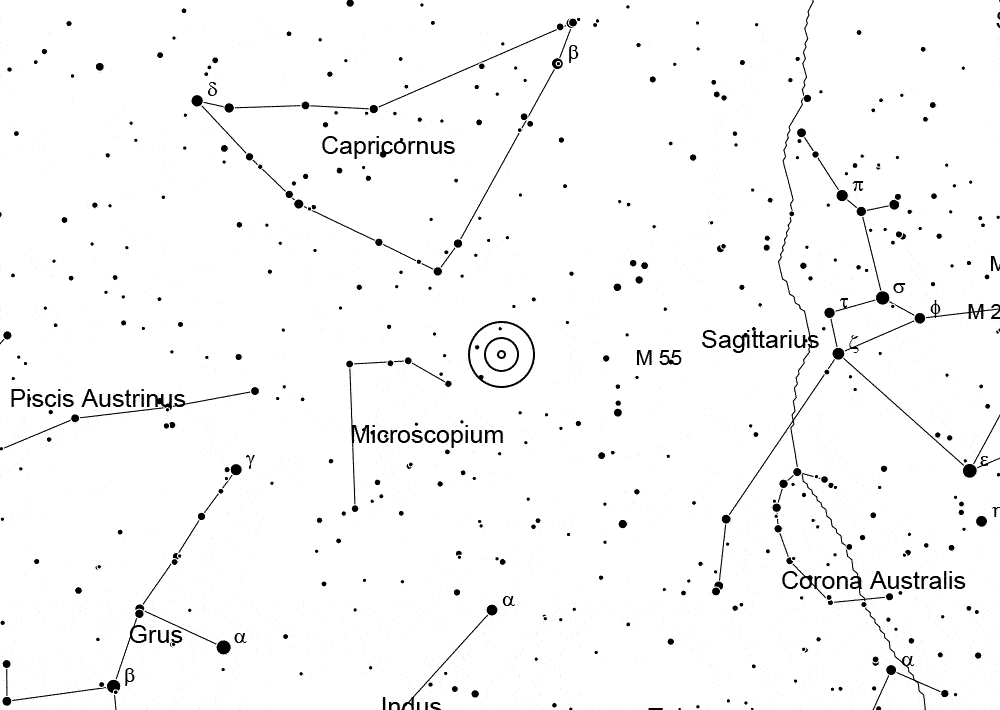 β
δ
Capricornus
π
σ
τ
ϕ
M 2
Sagittarius
ζ
M 55
Piscis Austrinus
Microscopium
γ
ε
Corona Australis
α
Grus
α
α
β
Indus